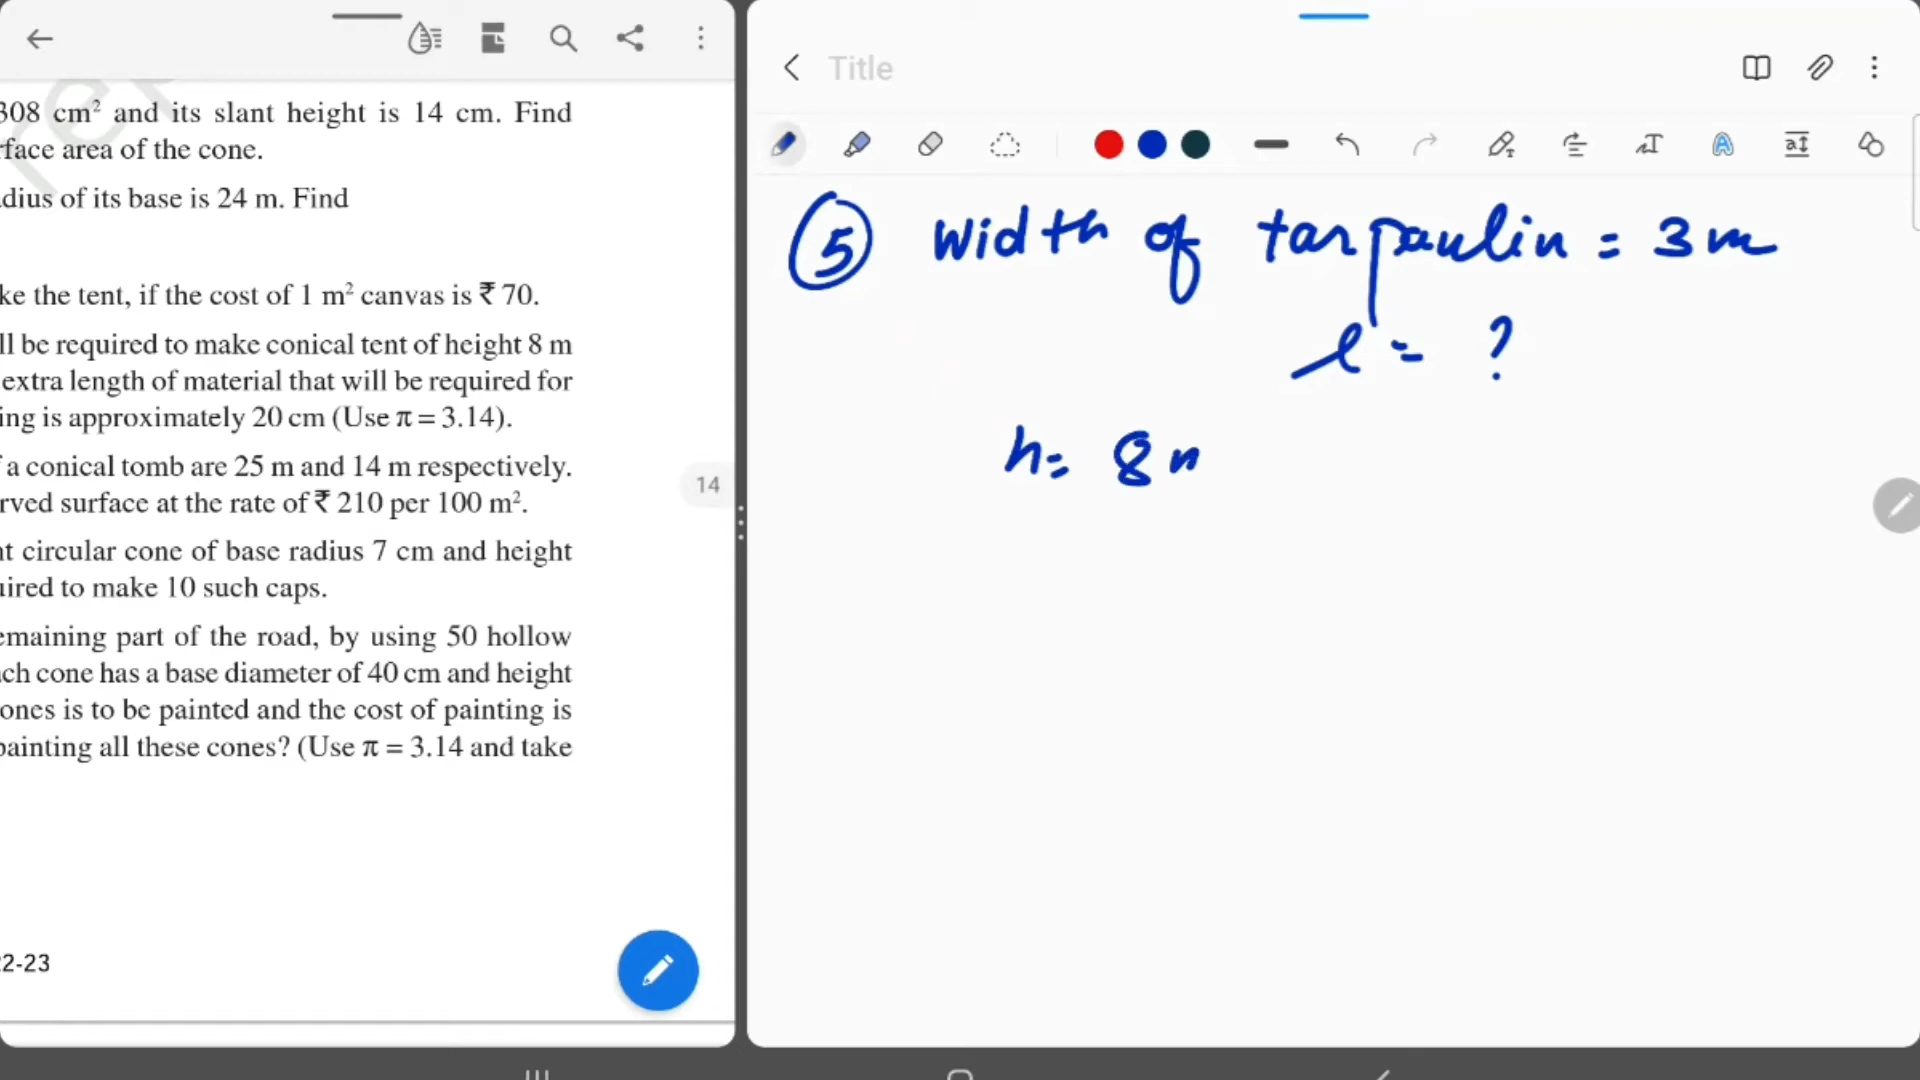 308 cm² and its slant height is 14 cm. Find
face area of the cone.
dius of its base is 24 m. Find
ke the tent, if the cost of 1 m² canvas is ₹ 70.
ll be required to make conical tent of height 8 m
extra length of material that will be required for
ing is approximately 20 cm (Use π = 3.14).
f a conical tomb are 25 m and 14 m respectively.
rved surface at the rate of ₹ 210 per 100 m².
nt circular cone of base radius 7 cm and height
uired to make 10 such caps.
emaining part of the road, by using 50 hollow
ach cone has a base diameter of 40 cm and height
ones is to be painted and the cost of painting is
painting all these cones? (Use π = 3.14 and take
22-23
14
Title
5 Width of tarpaulin = 3 m
l = ?
h = 8 m